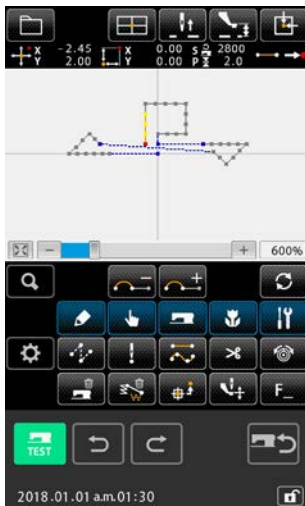 X -2.45 X 0.00 S 2800
Y 2.00 Y 0.00 P 2.0
600%
W
F_
TEST
2018.01.01 a.m.01:30